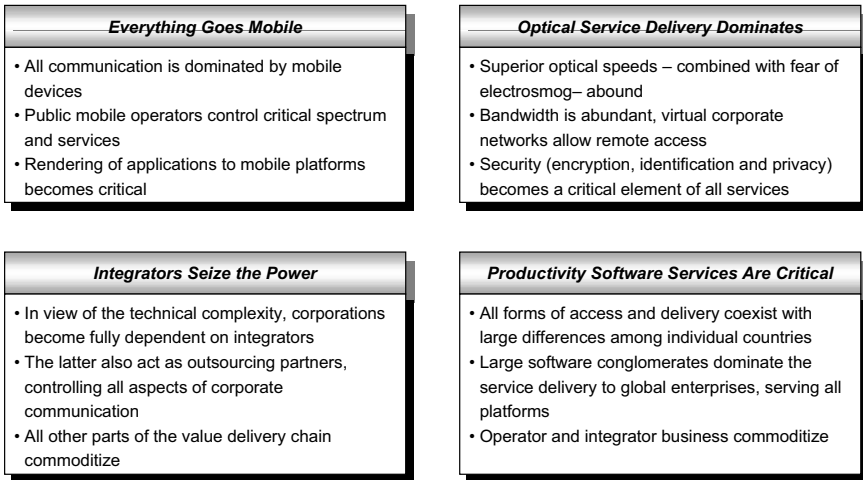 Everything Goes Mobile
• All communication is dominated by mobile
devices
• Public mobile operators control critical spectrum
and services
• Rendering of applications to mobile platforms
becomes critical
Optical Service Delivery Dominates
• Superior optical speeds – combined with fear of
electrosmog– abound
• Bandwidth is abundant, virtual corporate
networks allow remote access
• Security (encryption, identification and privacy)
becomes a critical element of all services
Integrators Seize the Power
• In view of the technical complexity, corporations
become fully dependent on integrators
• The latter also act as outsourcing partners,
controlling all aspects of corporate
communication
• All other parts of the value delivery chain
commoditize
Productivity Software Services Are Critical
• All forms of access and delivery coexist with
large differences among individual countries
• Large software conglomerates dominate the
service delivery to global enterprises, serving all
platforms
• Operator and integrator business commoditize